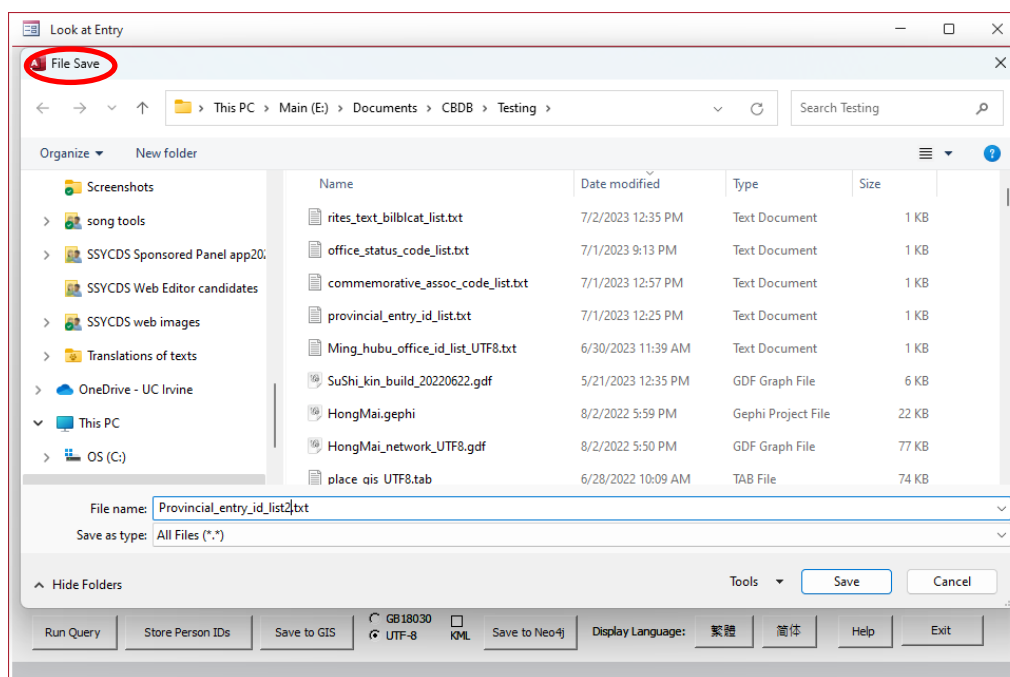 Look at Entry
File Save
This PC > Main (E:) > Documents > CBDB > Testing >
Search Testing
Organize
New folder
Name Date modified Type Size
Screenshots
song tools
SSYCDS Sponsored Panel app20
SSYCDS Web Editor candidates
SSYCDS web images
Translations of texts
OneDrive - UC Irvine
This PC
OS (C:)
rites_text_bilblcat_list.txt 7/2/2023 12:35 PM Text Document 1 KB
office_status_code_list.txt 7/1/2023 9:13 PM Text Document 1 KB
commemorative_assoc_code_list.txt 7/1/2023 12:57 PM Text Document 1 KB
provincial_entry_id_list.txt 7/1/2023 12:25 PM Text Document 1 KB
Ming_hubu_office_id_list_UTF8.txt 6/30/2023 11:39 AM Text Document 1 KB
SuShi_kin_build_20220622.gdf 5/21/2023 12:35 PM GDF Graph File 6 KB
HongMai.gephi 8/2/2022 5:59 PM Gephi Project File 22 KB
HongMai_network_UTF8.gdf 8/2/2022 5:50 PM GDF Graph File 77 KB
place_gis_UTF8.tab 6/28/2022 10:09 AM TAB File 74 KB
File name: Provincial_entry_id_list2.txt
Save as type: All Files (*.*)
Hide Folders
Tools
Save
Cancel
Run Query
Store Person IDs
Save to GIS
GB18030
UTF-8
KML
Save to Neo4j
Display Language:
繁體
简体
Help
Exit